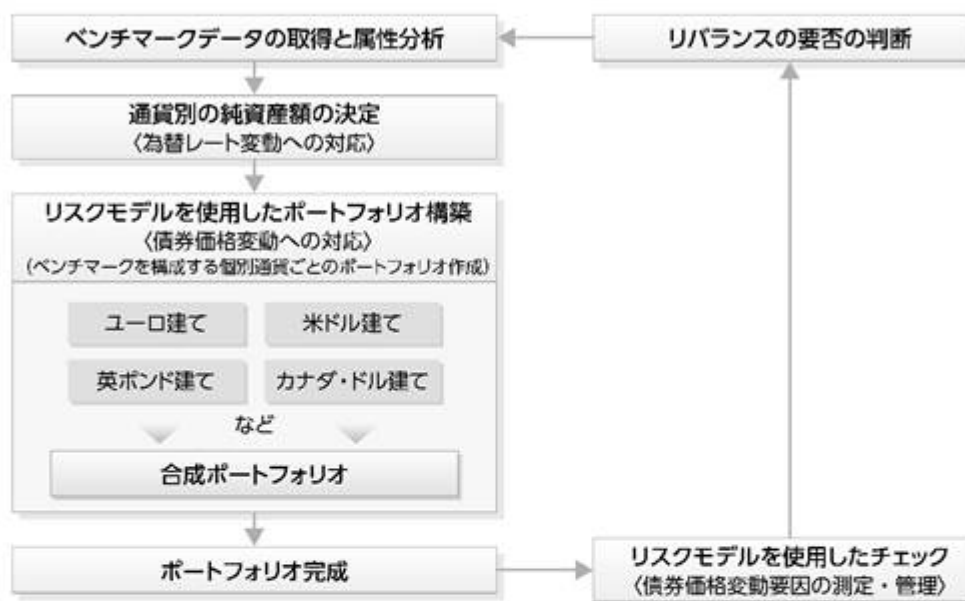 ベンチマークデータの取得と属性分析
リバランスの要否の判断
通貨別の純資産額の決定
〈為替レート変動への対応〉
リスクモデルを使用したポートフォリオ構築
〈債券価格変動への対応〉
(ベンチマークを構成する個別通貨ごとのポートフォリオ作成)
ユーロ建て
米ドル建て
英ポンド建て
カナダ・ドル建て
など
合成ポートフォリオ
ポートフォリオ完成
リスクモデルを使用したチェック
〈債券価格変動要因の測定・管理〉